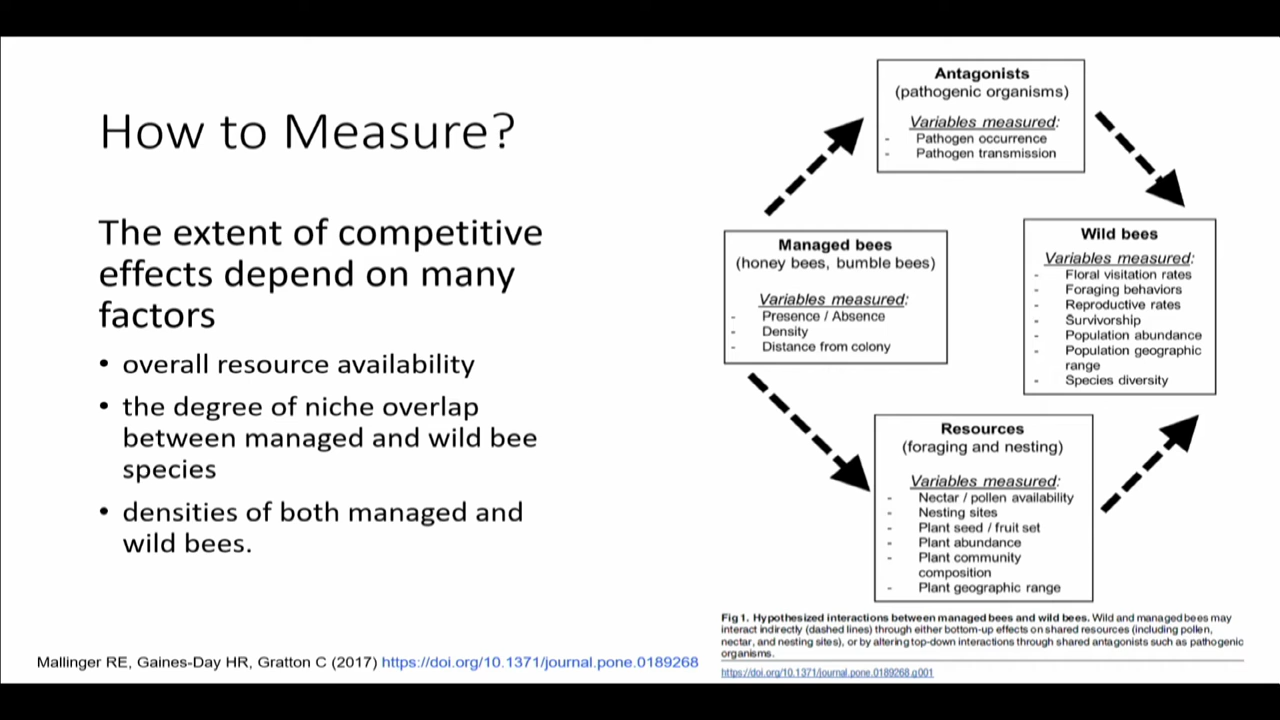 How to Measure?
The extent of competitive
effects depend on many
factors
• overall resource availability
• the degree of niche overlap
between managed and wild bee
species
• densities of both managed and
wild bees.
Mallinger RE, Gaines-Day HR, Gratton C (2017) https://doi.org/10.1371/journal.pone.0189268
Antagonists
(pathogenic organisms)
Variables measured:
- Pathogen occurrence
- Pathogen transmission
Managed bees
(honey bees, bumble bees)
Variables measured:
- Presence / Absence
- Density
- Distance from colony
Wild bees
Variables measured:
- Floral visitation rates
- Foraging behaviors
- Reproductive rates
- Survivorship
- Population abundance
- Population geographic
range
- Species diversity
Resources
(foraging and nesting)
Variables measured:
- Nectar / pollen availability
- Nesting sites
- Plant seed / fruit set
- Plant abundance
- Plant community
composition
- Plant geographic range
Fig 1. Hypothesized interactions between managed bees and wild bees. Wild and managed bees may
interact indirectly (dashed lines) through either bottom-up effects on shared resources (including pollen,
nectar, and nesting sites), or by altering top-down interactions through shared antagonists such as pathogenic
organisms.
https://doi.org/10.1371/journal.pone.0189268.g001